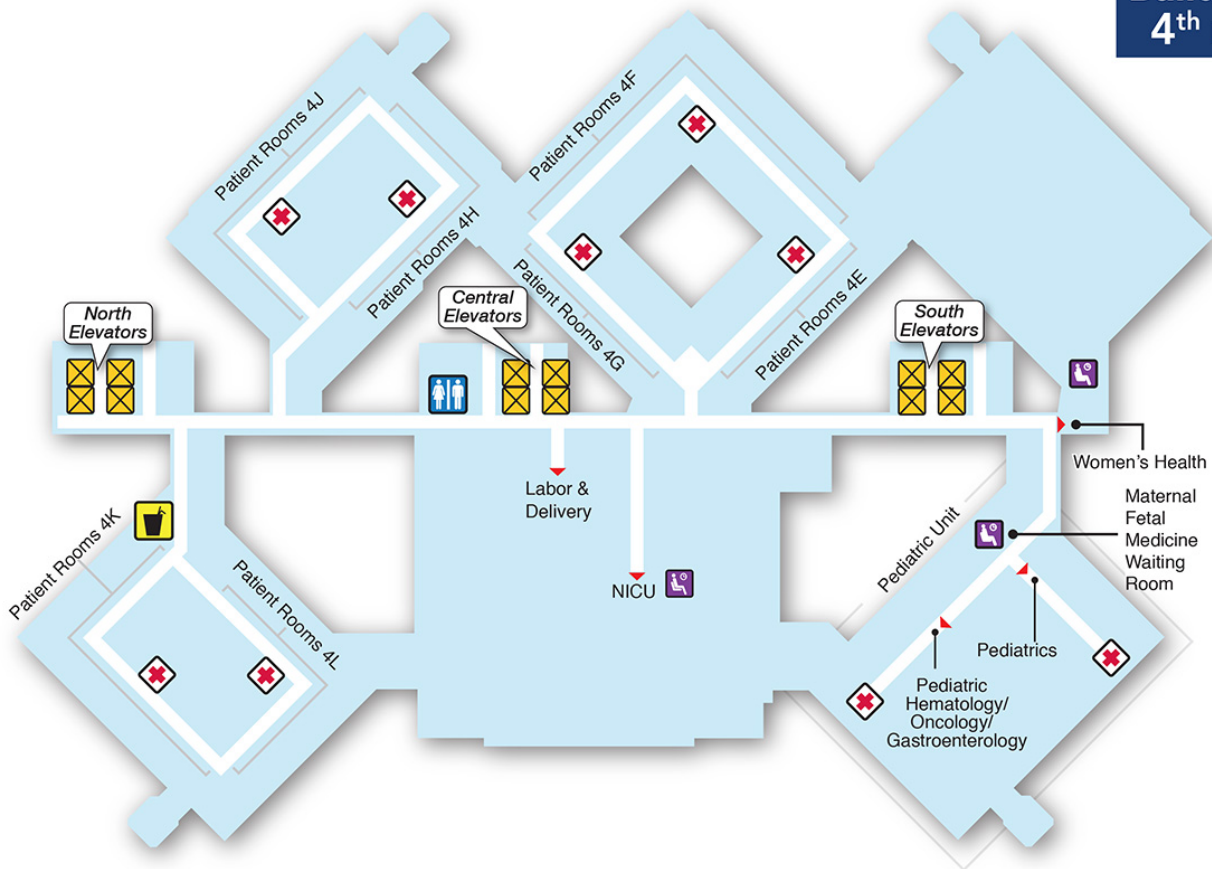 4th
Patient Rooms 4J
Patient Rooms 4F
Patient Rooms 4H
North
Elevators
Central
Elevators
Patient Rooms 4G
Patient Rooms 4E
South
Elevators
Women's Health
Labor &
Delivery
Maternal
Fetal
Medicine
Waiting
Room
Patient Rooms 4K
Pediatric Unit
NICU
Patient Rooms 4L
Pediatrics
Pediatric
Hematology/
Oncology/
Gastroenterology